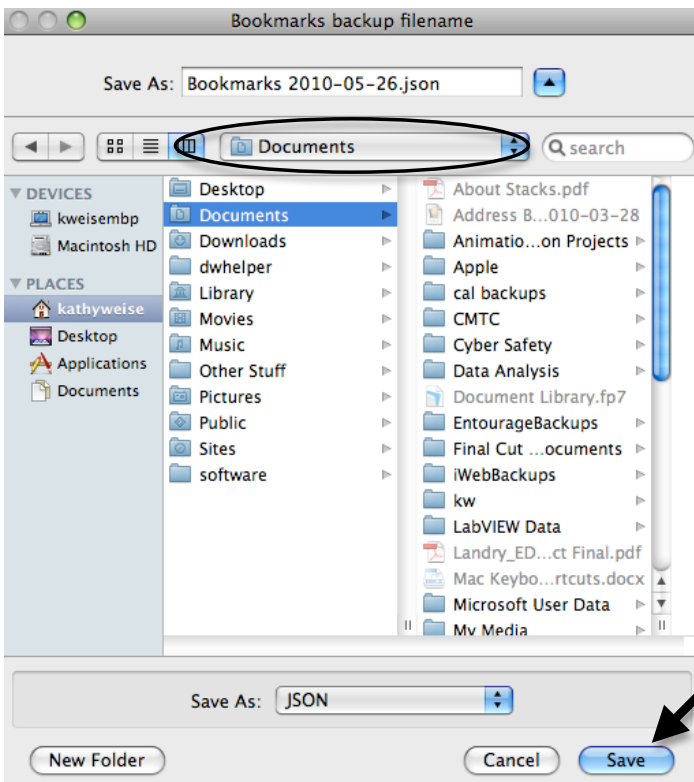 Bookmarks backup filename
Save As: Bookmarks 2010-05-26.json
Documents
search
DEVICES
kweisembp
Macintosh HD
PLACES
kathyweise
Desktop
Applications
Documents
Desktop
Documents
Downloads
dwhelper
Library
Movies
Music
Other Stuff
Pictures
Public
Sites
software
About Stacks.pdf
Address B...010-03-28
Animatio...on Projects
Apple
cal backups
CMTC
Cyber Safety
Data Analysis
Document Library.fp7
EntourageBackups
Final Cut ...ocuments
iWebBackups
kw
LabVIEW Data
Landry_ED...ct Final.pdf
Mac Keybo...rtcuts.docx
Microsoft User Data
My Media
Save As: JSON
New Folder
Cancel
Save